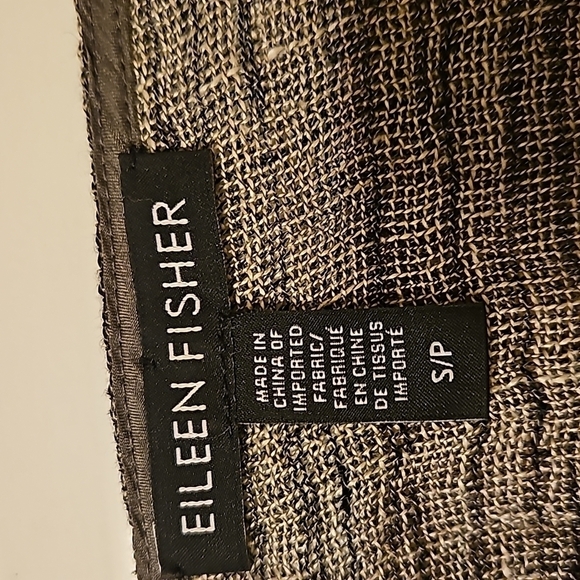 EILEEN FISHER
MADE IN
CHINA OF
IMPORTED
FABRIC/
FABRIQUÉ
EN CHINE
DE TISSUS
IMPORTÉ
S/P